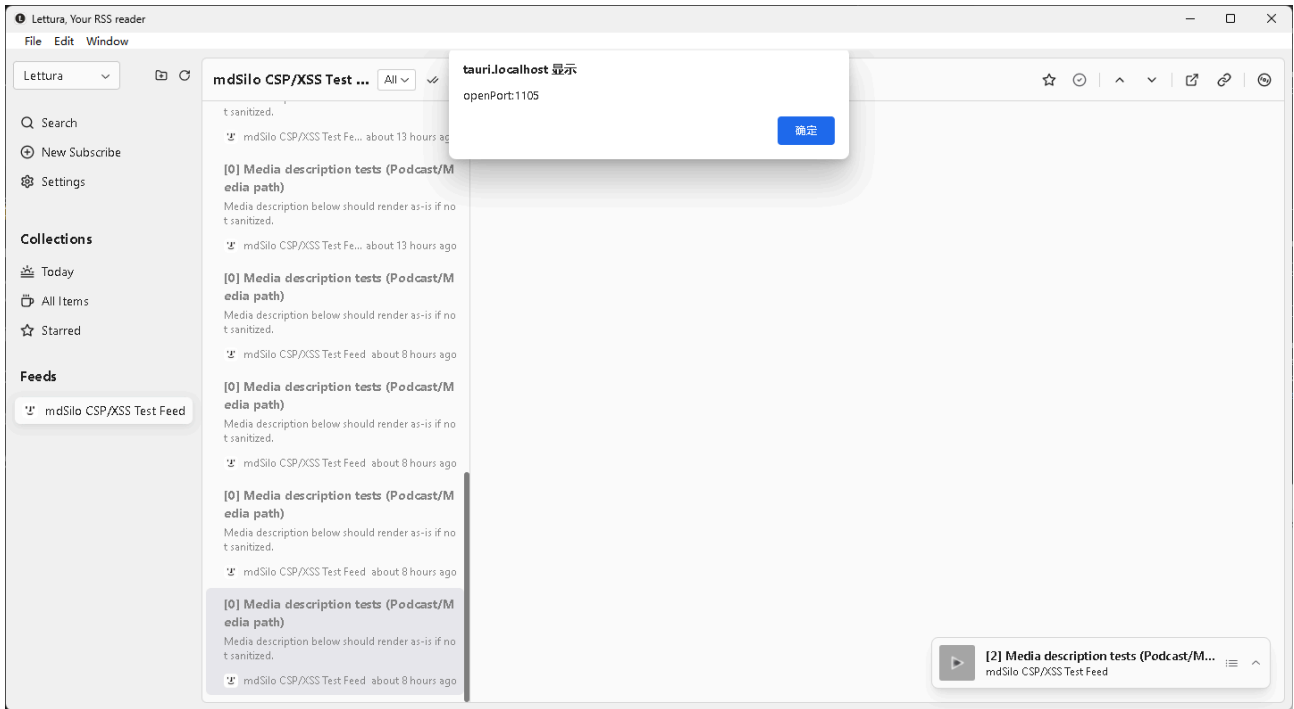 Lettura, Your RSS reader
File Edit Window
Lettura
Search
New Subscribe
Settings
Collections
Today
All Items
Starred
Feeds
mdSilo CSP/XSS Test Feed
mdSilo CSP/XSS Test ... All
t sanitized.
mdSilo CSP/XSS Test Fe... about 13 hours ag
[0] Media description tests (Podcast/M
edia path)
Media description below should render as-is if no
t sanitized.
mdSilo CSP/XSS Test Fe... about 13 hours ago
[0] Media description tests (Podcast/M
edia path)
Media description below should render as-is if no
t sanitized.
mdSilo CSP/XSS Test Feed about 8 hours ago
[0] Media description tests (Podcast/M
edia path)
Media description below should render as-is if no
t sanitized.
mdSilo CSP/XSS Test Feed about 8 hours ago
[0] Media description tests (Podcast/M
edia path)
Media description below should render as-is if no
t sanitized.
mdSilo CSP/XSS Test Feed about 8 hours ago
[0] Media description tests (Podcast/M
edia path)
Media description below should render as-is if no
t sanitized.
mdSilo CSP/XSS Test Feed about 8 hours ago
tauri.localhost 显示
openPort:1105
确定
[2] Media description tests (Podcast/M...
mdSilo CSP/XSS Test Feed